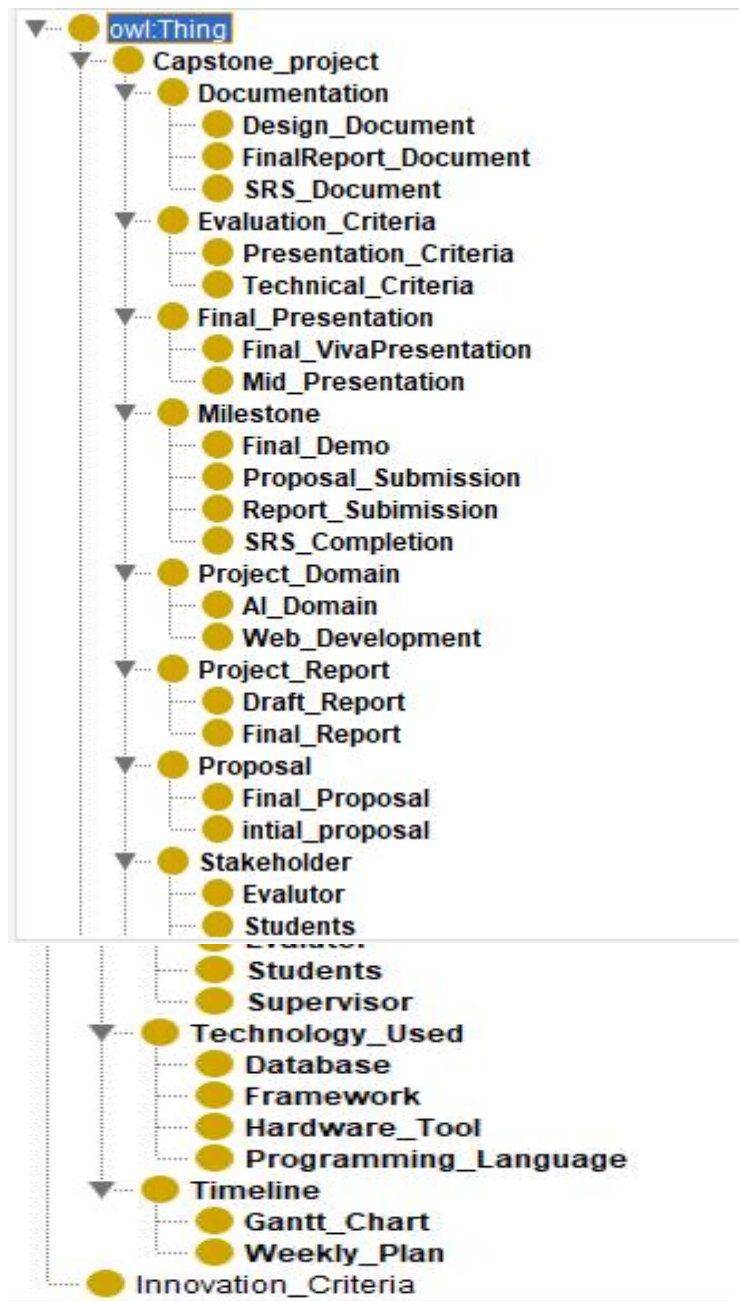 owl:Thing
Capstone_project
Documentation
Design_Document
FinalReport_Document
SRS_Document
Evaluation_Criteria
Presentation_Criteria
Technical_Criteria
Final_Presentation
Final_VivaPresentation
Mid_Presentation
Milestone
Final_Demo
Proposal_Submission
Report_Subimission
SRS_Completion
Project_Domain
AI_Domain
Web_Development
Project_Report
Draft_Report
Final_Report
Proposal
Final_Proposal
intial_proposal
Stakeholder
Evalutor
Students
Evalutor
Students
Supervisor
Technology_Used
Database
Framework
Hardware_Tool
Programming_Language
Timeline
Gantt_Chart
Weekly_Plan
Innovation_Criteria